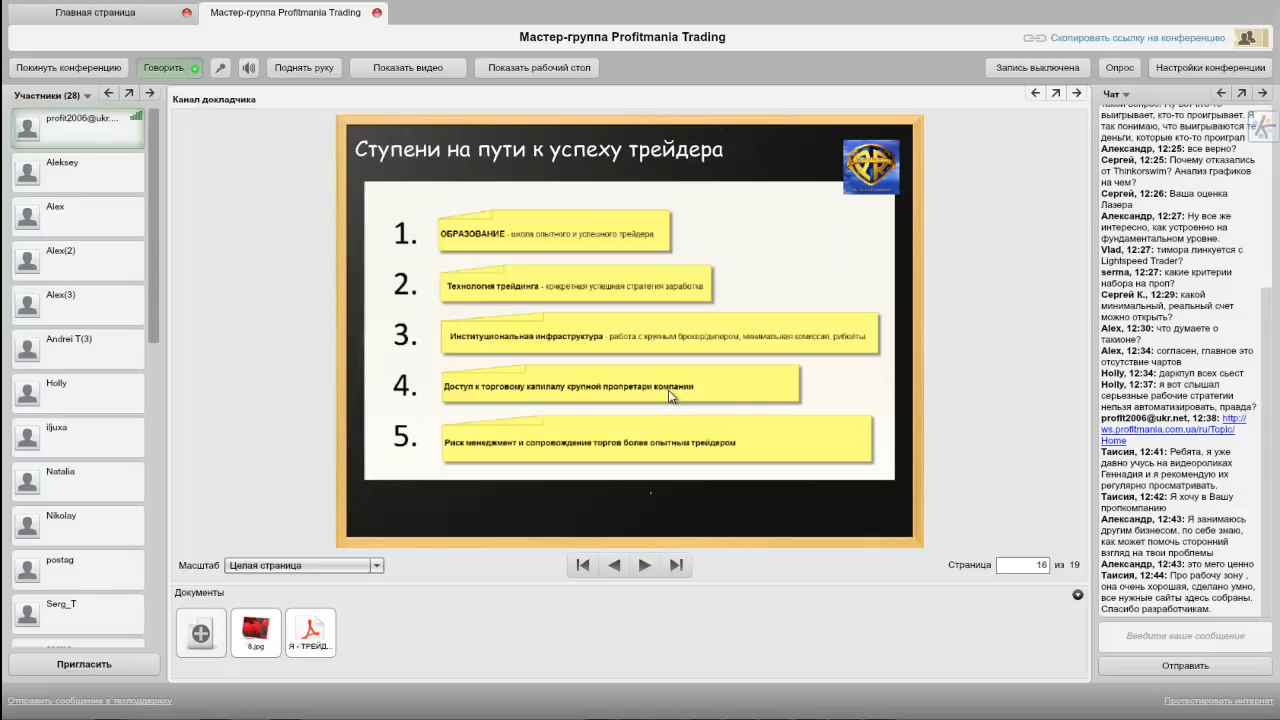 Главная страница
Мастер-группа Profitmania Trading
Мастер-группа Profitmania Trading
Скопировать ссылку на конференцию
Покинуть конференцию
Говорить
Поднять руку
Показать видео
Показать рабочий стол
Запись выключена
Опрос
Настройки конференции
Участники (28)
profit2006@ukr....
Aleksey
Alex
Alex(2)
Alex(3)
Andrei T(3)
Holly
iljuxa
Natalia
Nikolay
postag
Serg_T
Пригласить
Отправить сообщение в техподдержку
Канал докладчика
Ступени на пути к успеху трейдера
1. ОБРАЗОВАНИЕ - школа опытного и успешного трейдера
2. Технология трейдинга - конкретная успешная стратегия заработка
3. Институциональная инфраструктура - работа с крупным брокер/дилером, минимальная комиссия, рибейты
4. Доступ к торговому капилалу крупной пропретари компании
5. Риск менеджмент и сопровождение торгов более опытным трейдером
Масштаб
Целая страница
Страница
16 из 19
Документы
8.jpg
Я - ТРЕЙД...
Чат
выигрывает, кто-то проигрывает. Я
так понимаю, что выигрываются те
деньги, которые кто-то проиграл
Александр, 12:25: все верно?
Сергей, 12:25: Почему отказались
от Thinkorswim? Анализ графиков
на чем?
Сергей, 12:26: Ваша оценка
Лазера
Александр, 12:27: Ну все же
интересно, как устроенно на
фундаментальном уровне.
Vlad, 12:27: тимора линкуется с
Lightspeed Trader?
serma, 12:27: какие критерии
набора на проп?
Сергей К., 12:29: какой
минимальный, реальный счет
можно открыть?
Alex, 12:30: что думаете о
такионе?
Alex, 12:34: согласен, главное это
отсутствие чартов
Holly, 12:34: даркпул всех сьест
Holly, 12:37: я вот слышал
серьезные рабочие стратегии
нельзя автоматизировать, правда?
profit2006@ukr.net, 12:38: http://
ws.profitmania.com.ua/ru/Topic/
Home
Таисия, 12:41: Ребята, я уже
давно учусь на видеороликах
Геннадия и я рекомендую их
регулярно просматривать.
Таисия, 12:42: Я хочу в Вашу
пропкомпанию
Александр, 12:43: Я занимаюсь
другим бизнесом. по себе знаю,
как может помочь сторонний
взгляд на твои проблемы
Александр, 12:43: это мего ценно
Таисия, 12:44: Про рабочу зону ,
она очень хорошая, сделано умно,
все нужные сайты здесь собраны.
Спасибо разработчикам.
Введите ваше сообщение
Отправить
Протестировать интернет